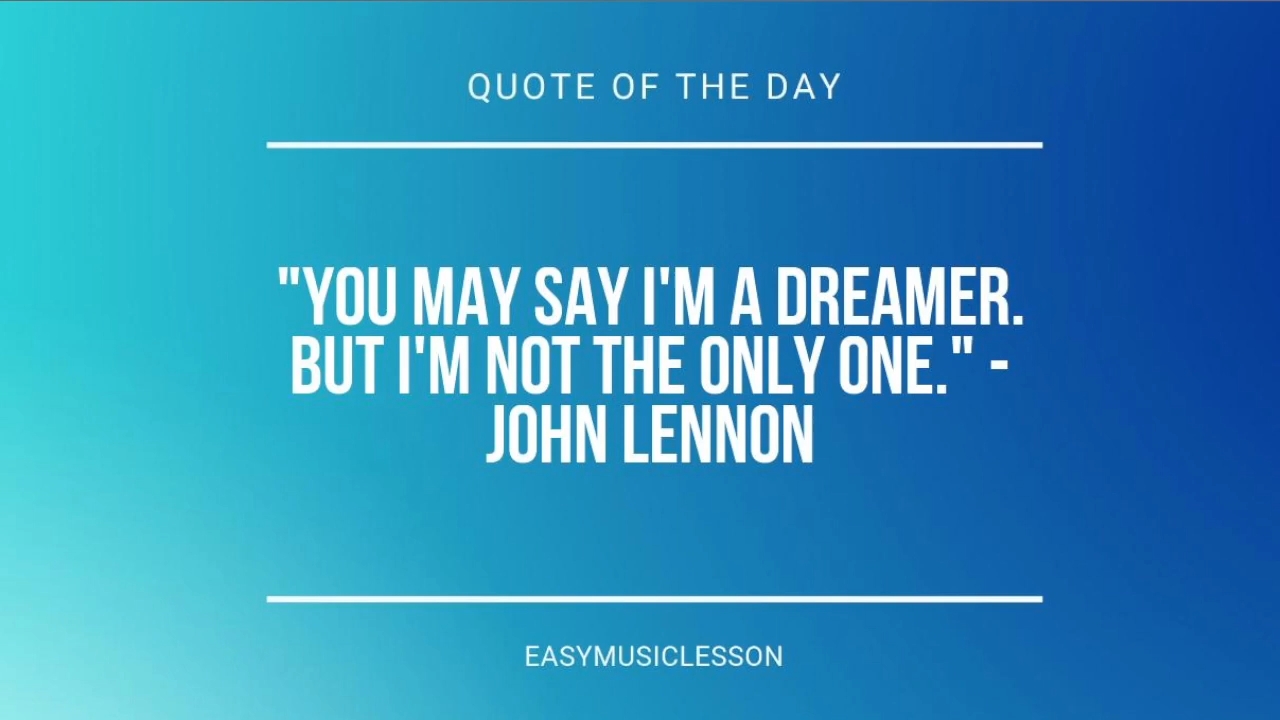 QUOTE OF THE DAY
"YOU MAY SAY I'M A DREAMER.
BUT I'M NOT THE ONLY ONE." -
JOHN LENNON
EASYMUSICLESSON